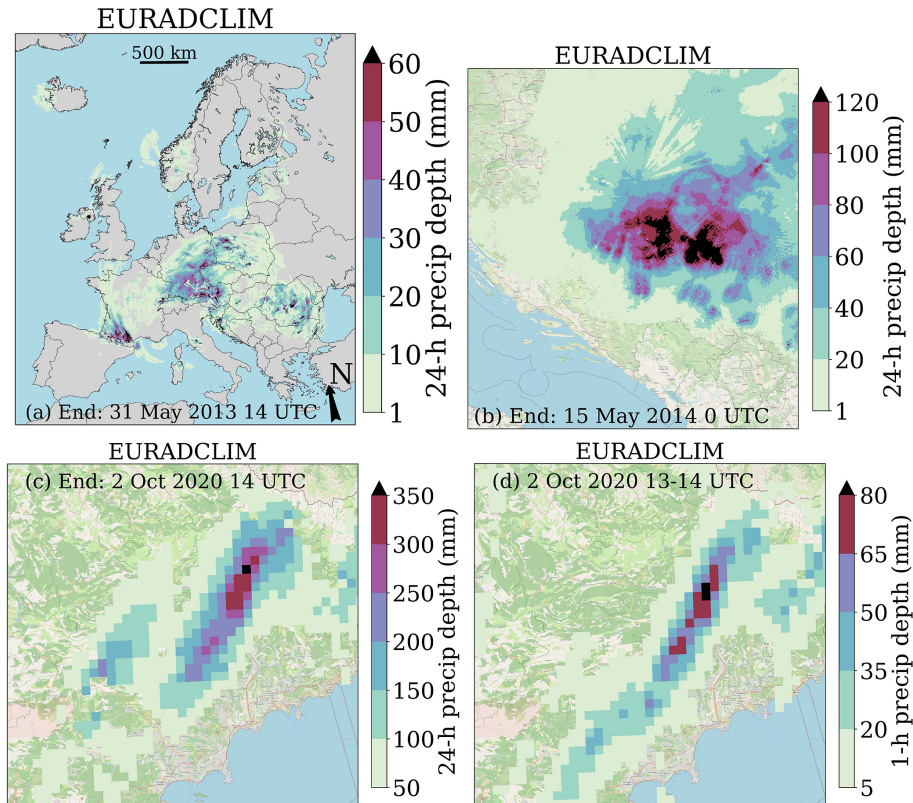 EURADCLIM
500 km
60
50
40
30
20
10
1
24-h precip depth (mm)
N
(a) End: 31 May 2013 14 UTC
EURADCLIM
120
100
80
60
40
20
1
24-h precip depth (mm)
(b) End: 15 May 2014 0 UTC
EURADCLIM
(c) End: 2 Oct 2020 14 UTC
350
300
250
200
150
100
50
24-h precip depth (mm)
EURADCLIM
(d) 2 Oct 2020 13-14 UTC
80
65
50
35
20
5
1-h precip depth (mm)